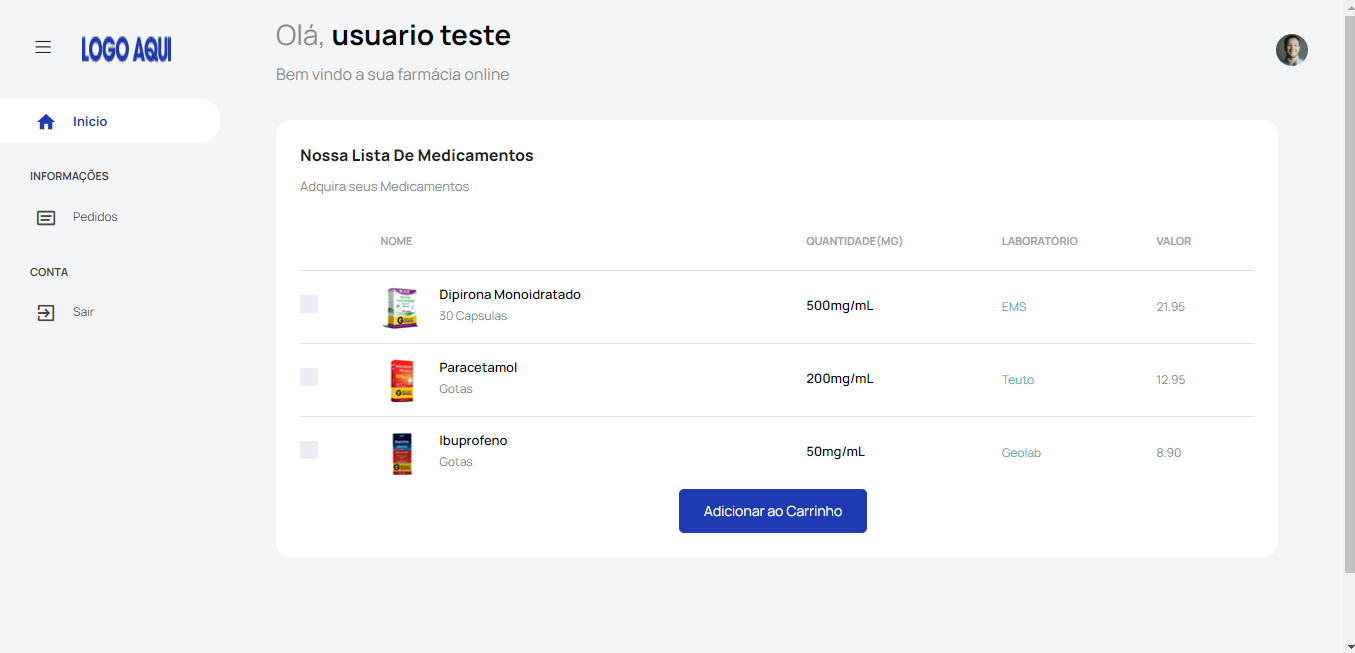 LOGO AQUI
Olá, usuario teste
Bem vindo a sua farmácia online
Inicio
INFORMAÇÕES
Pedidos
CONTA
Sair
Nossa Lista De Medicamentos
Adquira seus Medicamentos
NOME QUANTIDADE(MG) LABORATÓRIO VALOR
Dipirona Monoidratado 500mg/mL EMS 21.95
30 Capsulas
Paracetamol 200mg/mL Teuto 12.95
Gotas
Ibuprofeno 50mg/mL Geolab 8.90
Gotas
Adicionar ao Carrinho